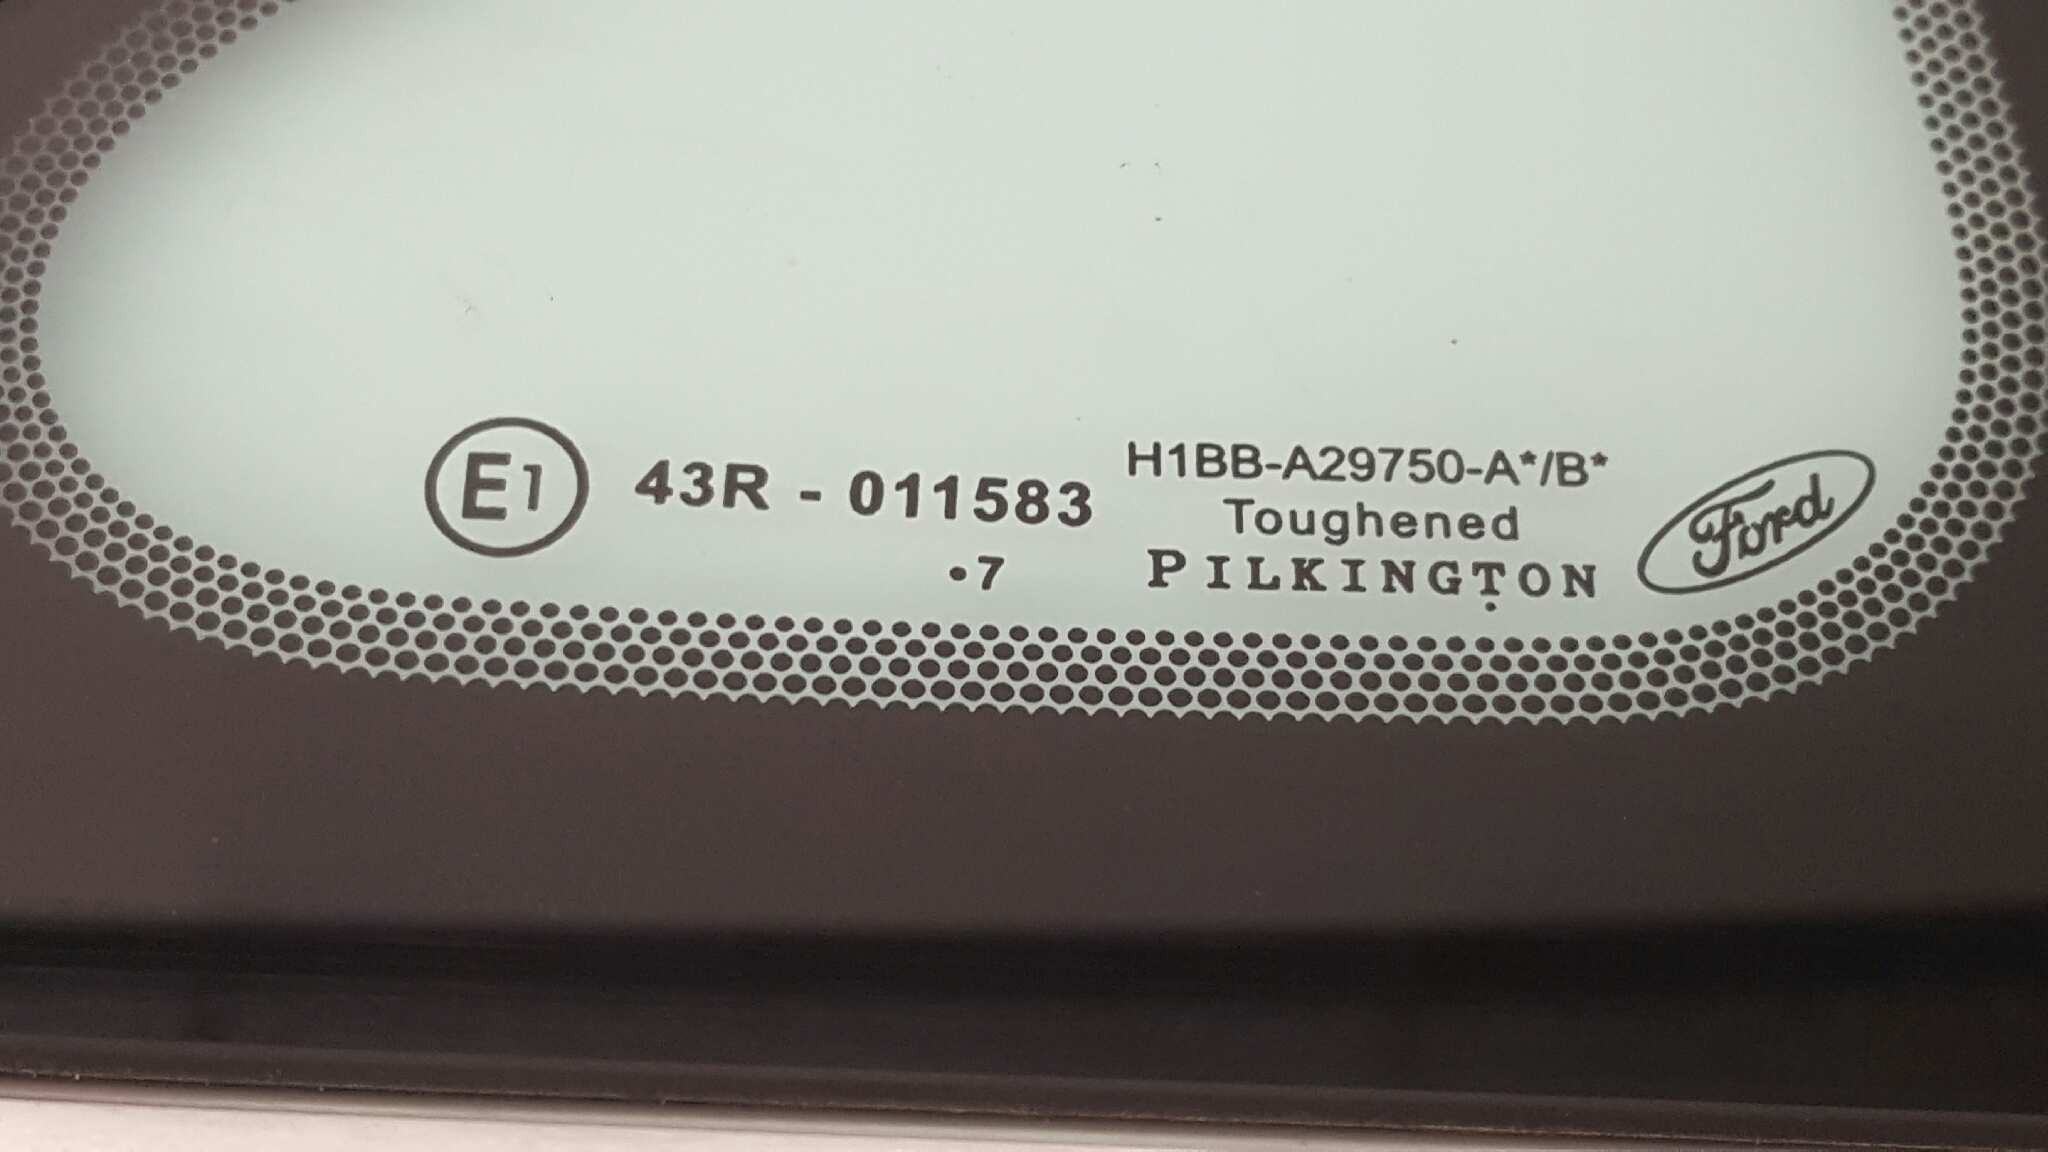 E1 43R - 011583
.7
H1BB-A29750-A*/B*
Toughened
PILKINGTON
Ford